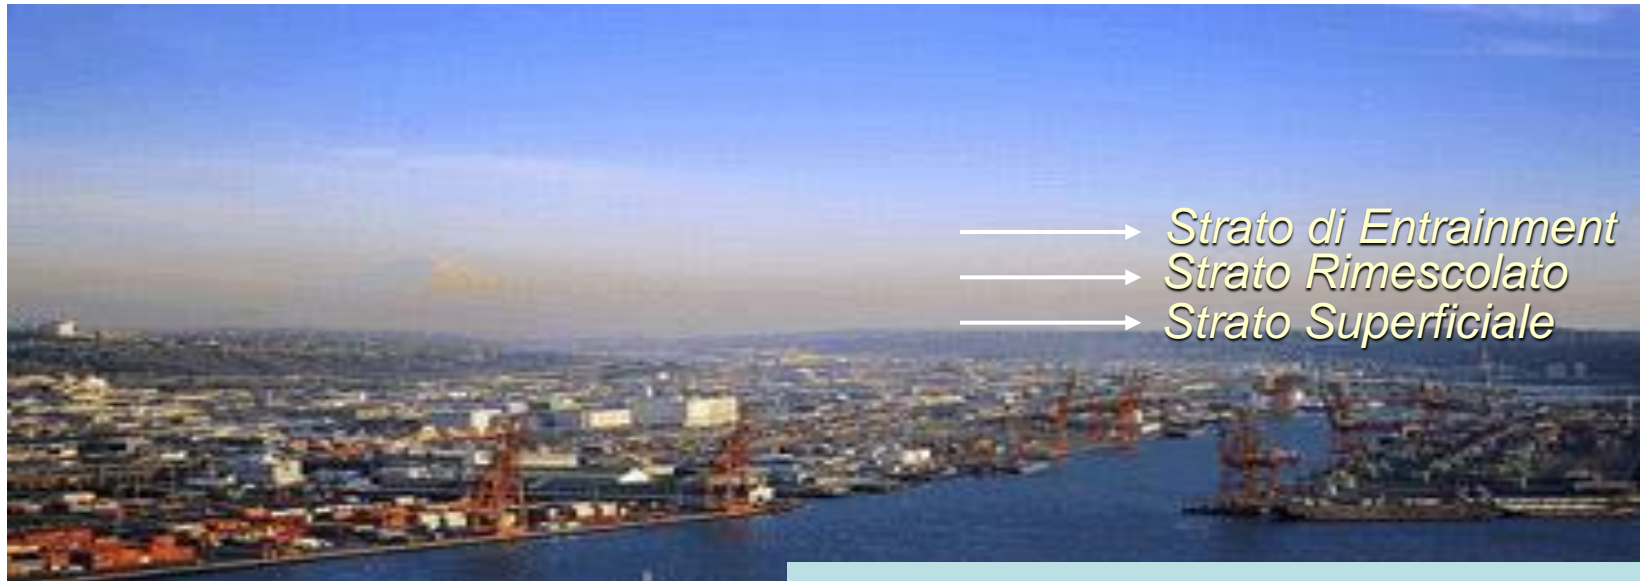 Strato di Entrainment
Strato Rimescolato
Strato Superficiale